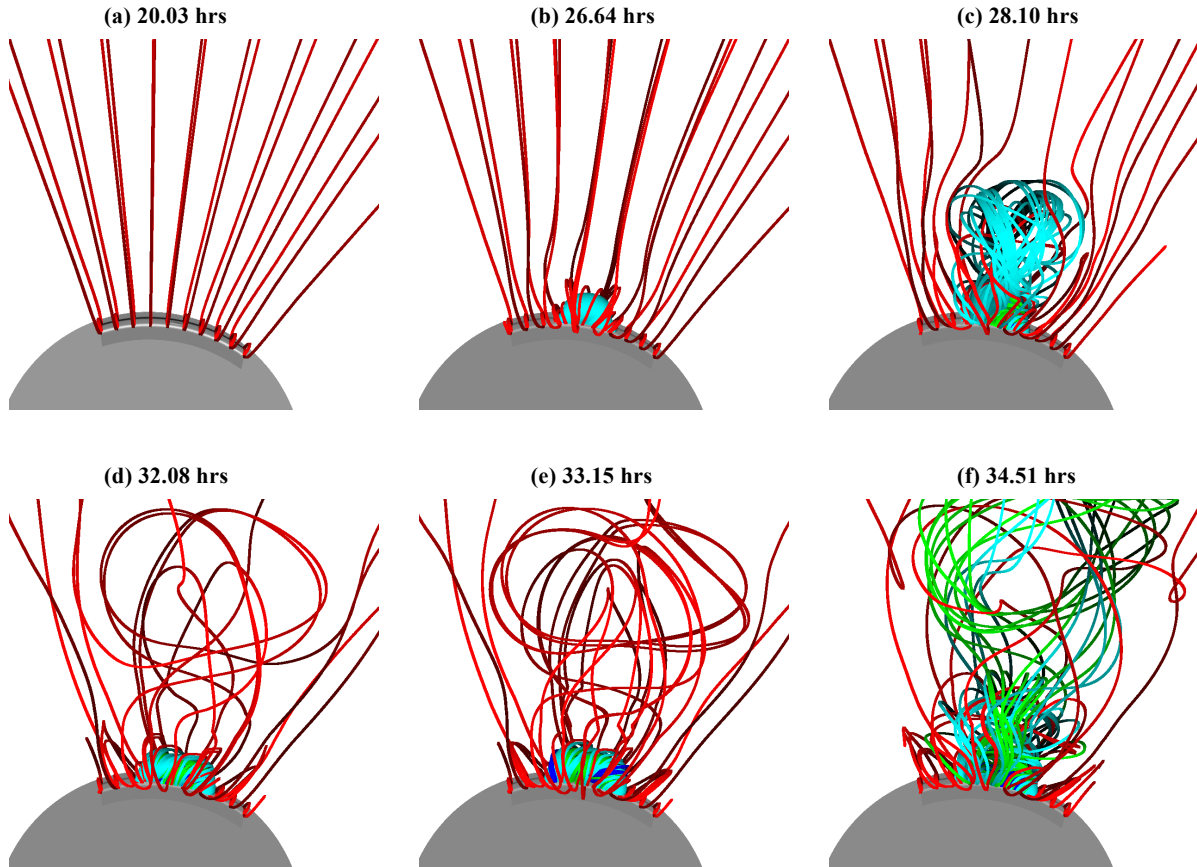 (a) 20.03 hrs
(b) 26.64 hrs
(c) 28.10 hrs
(d) 32.08 hrs
(e) 33.15 hrs
(f) 34.51 hrs